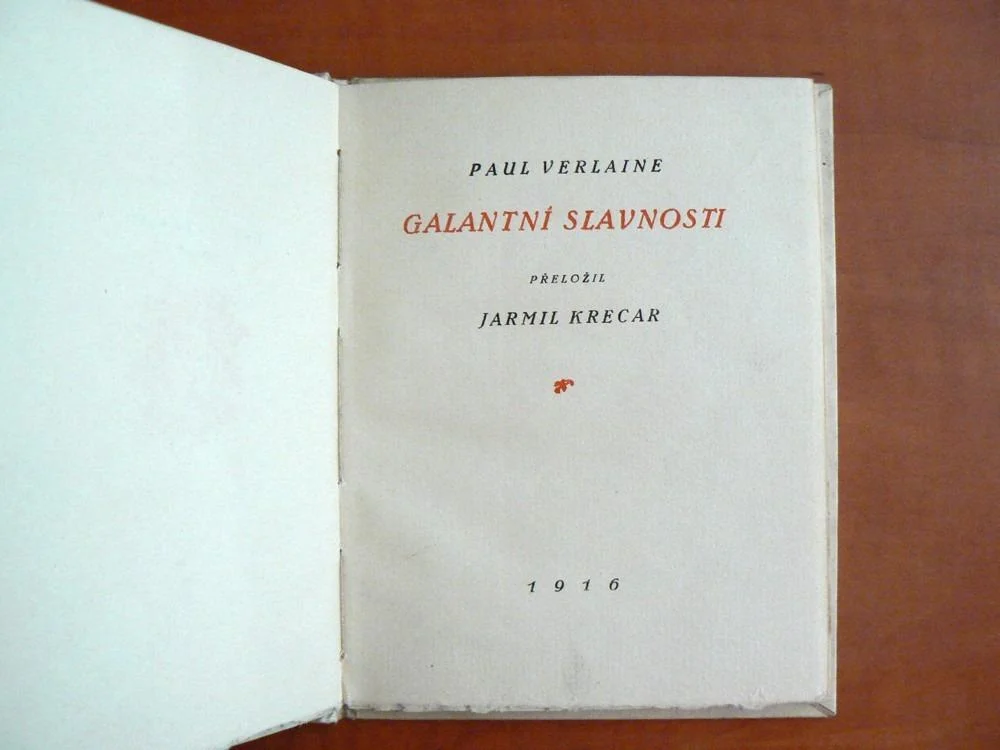 PAUL VERLAINE
GALANTNÍ SLAVNOSTI
PŘELOŽIL
JARMIL KRECAR
1916